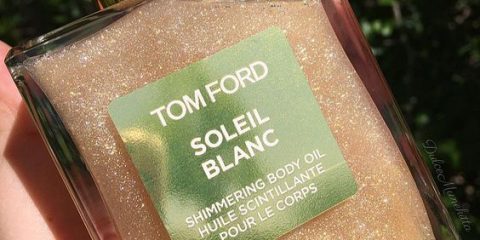 TOM FORD
SOLEIL
BLANC
SHIMMERING BODY OIL
HUILE SCINTILLANTE
POUR LE CORPS